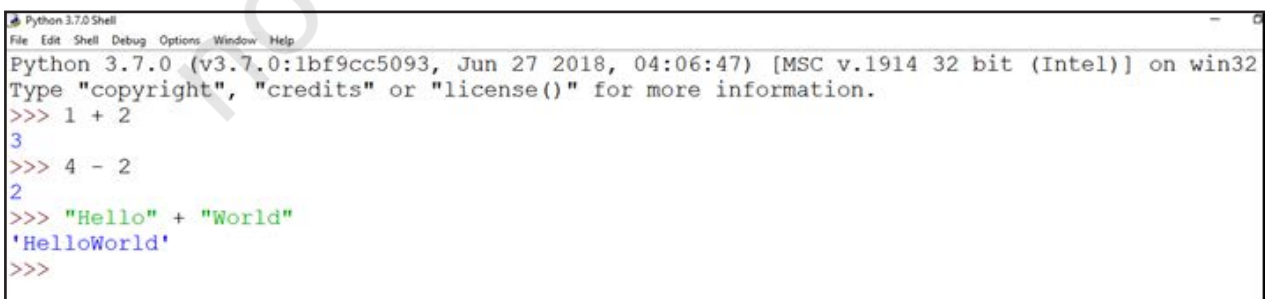 Python 3.7.0 Shell
File Edit Shell Debug Options Window Help
Python 3.7.0 (v3.7.0:1bf9cc5093, Jun 27 2018, 04:06:47) [MSC v.1914 32 bit (Intel)] on win32
Type "copyright", "credits" or "license()" for more information.
>>> 1 + 2
3
>>> 4 - 2
2
>>> "Hello" + "World"
'HelloWorld'
>>>